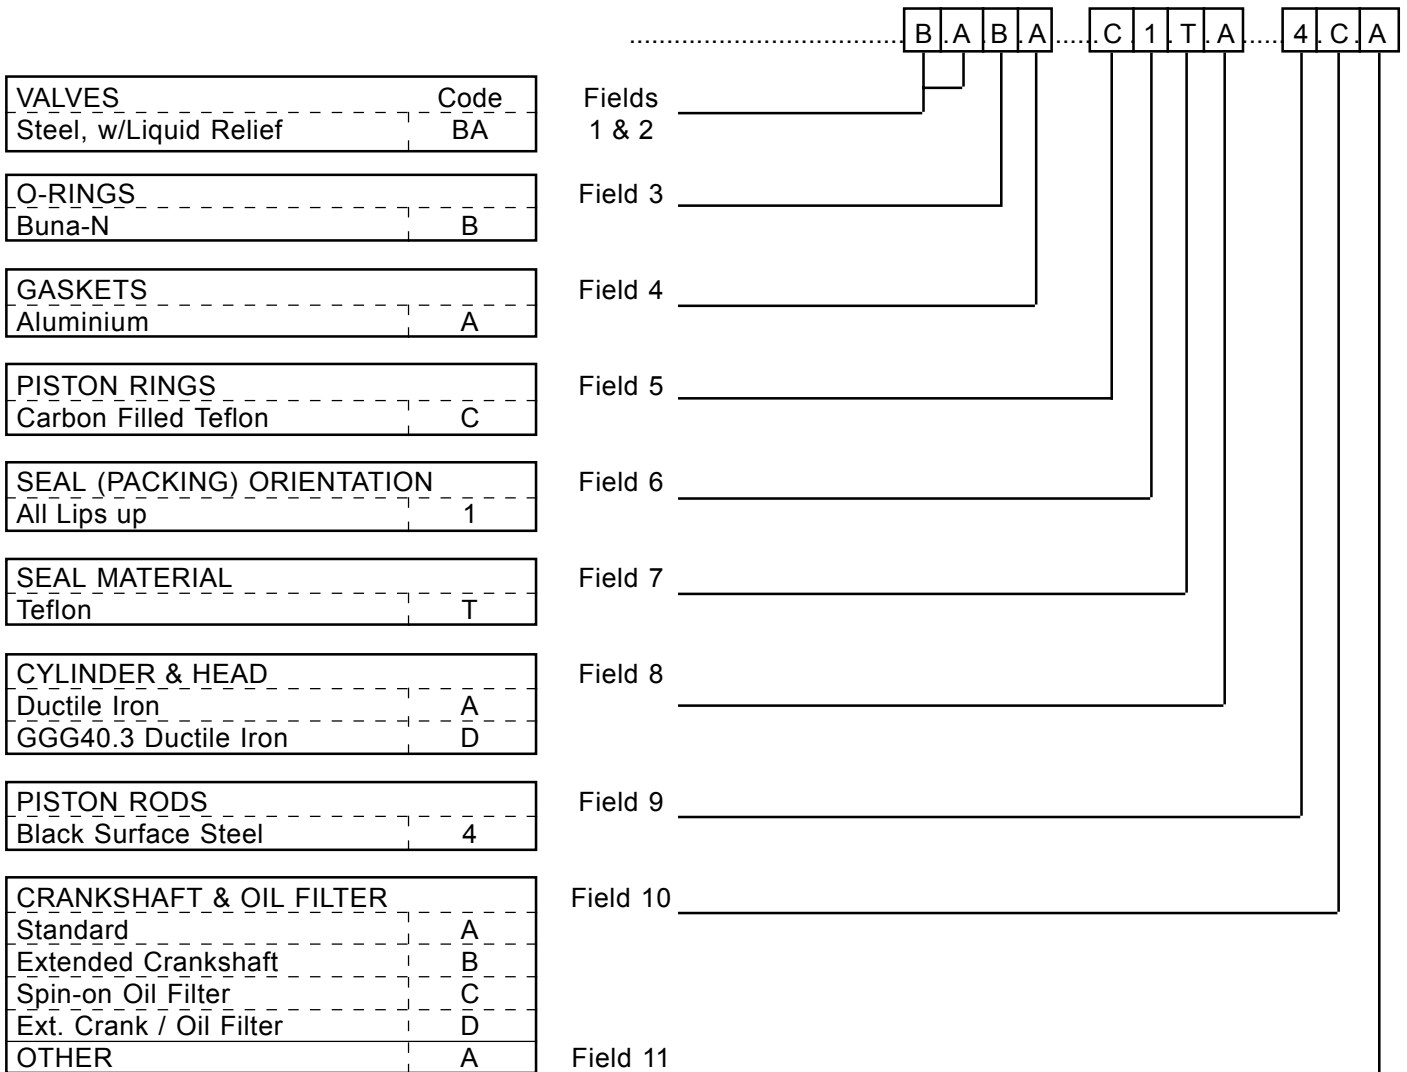 B A B A C 1 T A 4 C A
VALVES Code Fields
Steel, w/Liquid Relief BA 1 & 2
O-RINGS Field 3
Buna-N B
GASKETS Field 4
Aluminium A
PISTON RINGS Field 5
Carbon Filled Teflon C
SEAL (PACKING) ORIENTATION Field 6
All Lips up 1
SEAL MATERIAL Field 7
Teflon T
CYLINDER & HEAD Field 8
Ductile Iron A
GGG40.3 Ductile Iron D
PISTON RODS Field 9
Black Surface Steel 4
CRANKSHAFT & OIL FILTER Field 10
Standard A
Extended Crankshaft B
Spin-on Oil Filter C
Ext. Crank / Oil Filter D
OTHER A Field 11